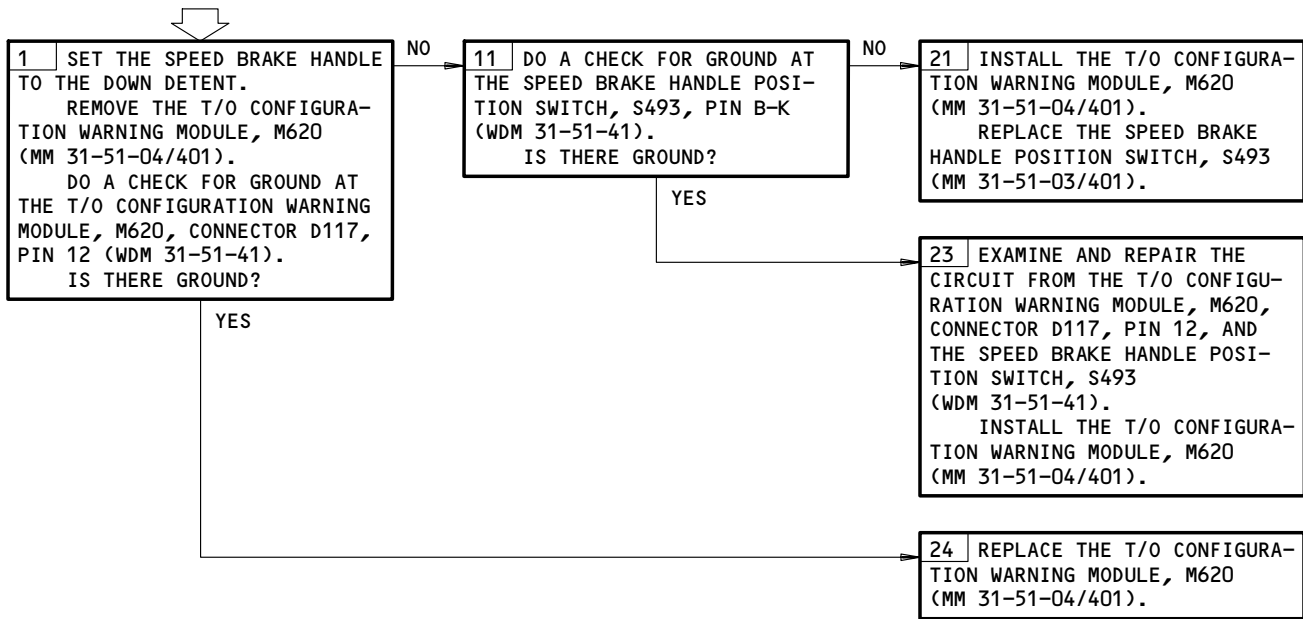 1 SET THE SPEED BRAKE HANDLE
TO THE DOWN DETENT.
REMOVE THE T/O CONFIGURA-
TION WARNING MODULE, M620
(MM 31-51-04/401).
DO A CHECK FOR GROUND AT
THE T/O CONFIGURATION WARNING
MODULE, M620, CONNECTOR D117,
PIN 12 (WDM 31-51-41).
IS THERE GROUND?
NO
YES
11 DO A CHECK FOR GROUND AT
THE SPEED BRAKE HANDLE POSI-
TION SWITCH, S493, PIN B-K
(WDM 31-51-41).
IS THERE GROUND?
NO
YES
21 INSTALL THE T/O CONFIGURA-
TION WARNING MODULE, M620
(MM 31-51-04/401).
REPLACE THE SPEED BRAKE
HANDLE POSITION SWITCH, S493
(MM 31-51-03/401).
23 EXAMINE AND REPAIR THE
CIRCUIT FROM THE T/O CONFIGU-
RATION WARNING MODULE, M620,
CONNECTOR D117, PIN 12, AND
THE SPEED BRAKE HANDLE POSI-
TION SWITCH, S493
(WDM 31-51-41).
INSTALL THE T/O CONFIGURA-
TION WARNING MODULE, M620
(MM 31-51-04/401).
24 REPLACE THE T/O CONFIGURA-
TION WARNING MODULE, M620
(MM 31-51-04/401).